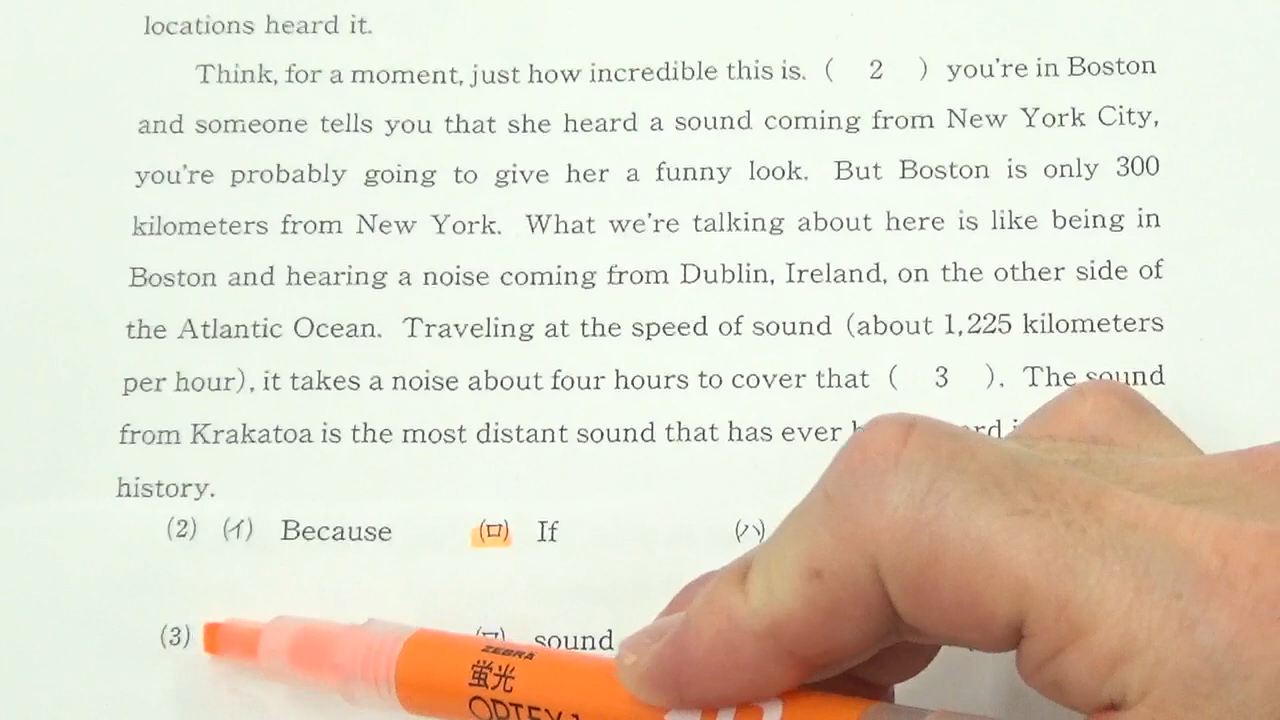 locations heard it.
Think, for a moment, just how incredible this is. ( 2 ) you're in Boston
and someone tells you that she heard a sound coming from New York City,
you're probably going to give her a funny look. But Boston is only 300
kilometers from New York. What we're talking about here is like being in
Boston and hearing a noise coming from Dublin, Ireland, on the other side of
the Atlantic Ocean. Traveling at the speed of sound (about 1,225 kilometers
per hour), it takes a noise about four hours to cover that ( 3 ). The sound
from Krakatoa is the most distant sound that has ever
history.
(2) (イ) Because (ロ) If (ハ)
(3) (ロ) sound
ZEBRA
蛍光
OPTEX